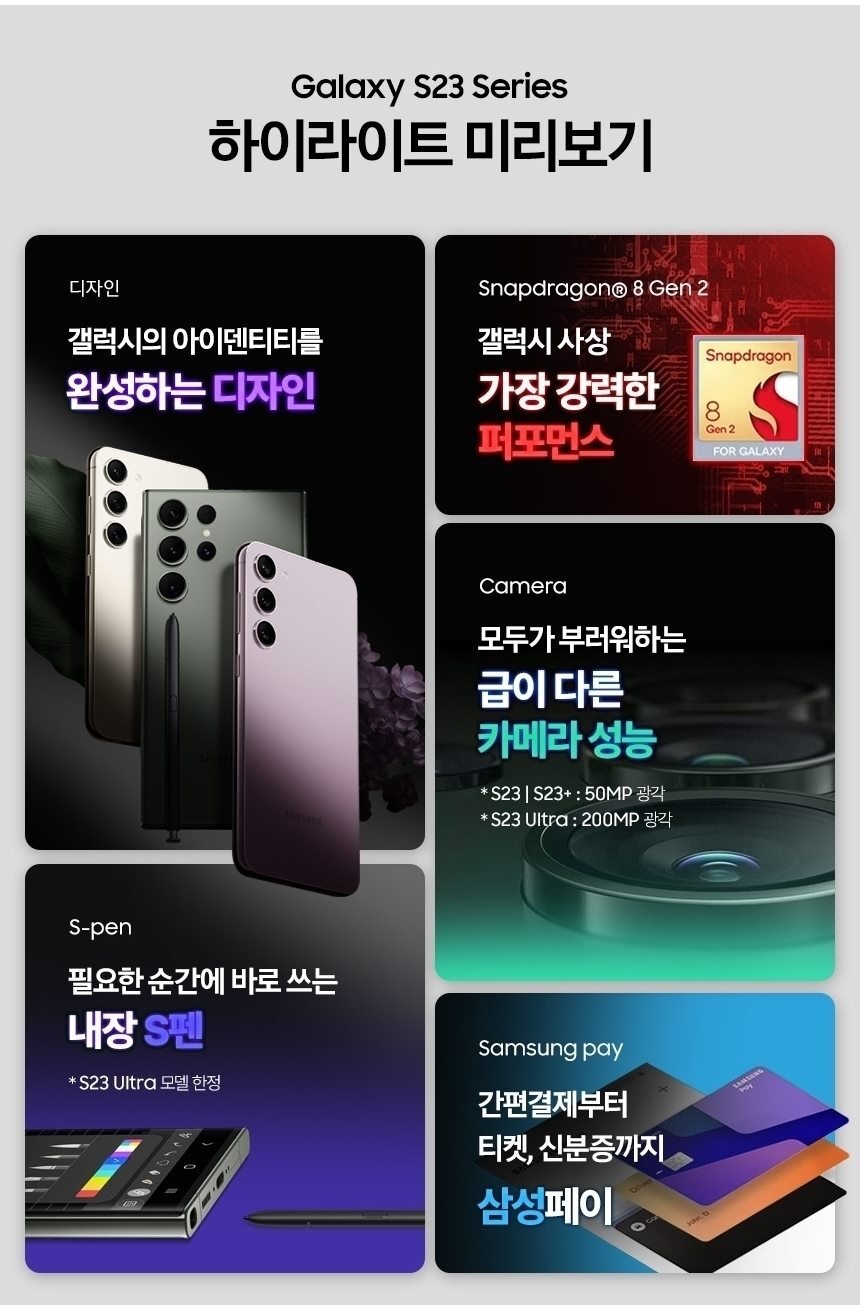 Galaxy S23 Series
하이라이트 미리보기
디자인
갤럭시의 아이덴티티를
완성하는 디자인
SAMSUNG
Snapdragon® 8 Gen 2
갤럭시 사상
가장 강력한
퍼포먼스
Snapdragon
8
Gen 2
FOR GALAXY
Camera
모두가 부러워하는
급이 다른
카메라 성능
* S23 | S23+ : 50MP 광각
* S23 Ultra : 200MP 광각
S-pen
필요한 순간에 바로 쓰는
내장 S펜
* S23 Ultra 모델 한정
Samsung pay
간편결제부터
티켓, 신분증까지
삼성페이
SAMSUNG
Pay